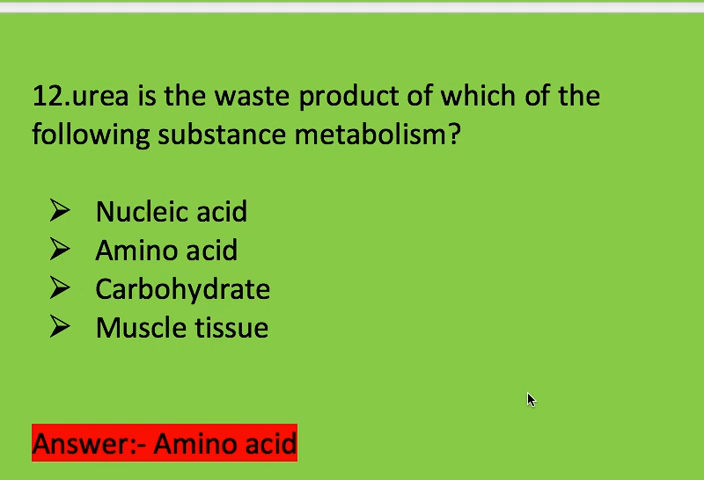 12.urea is the waste product of which of the
following substance metabolism?
Nucleic acid
Amino acid
Carbohydrate
Muscle tissue
Answer:- Amino acid